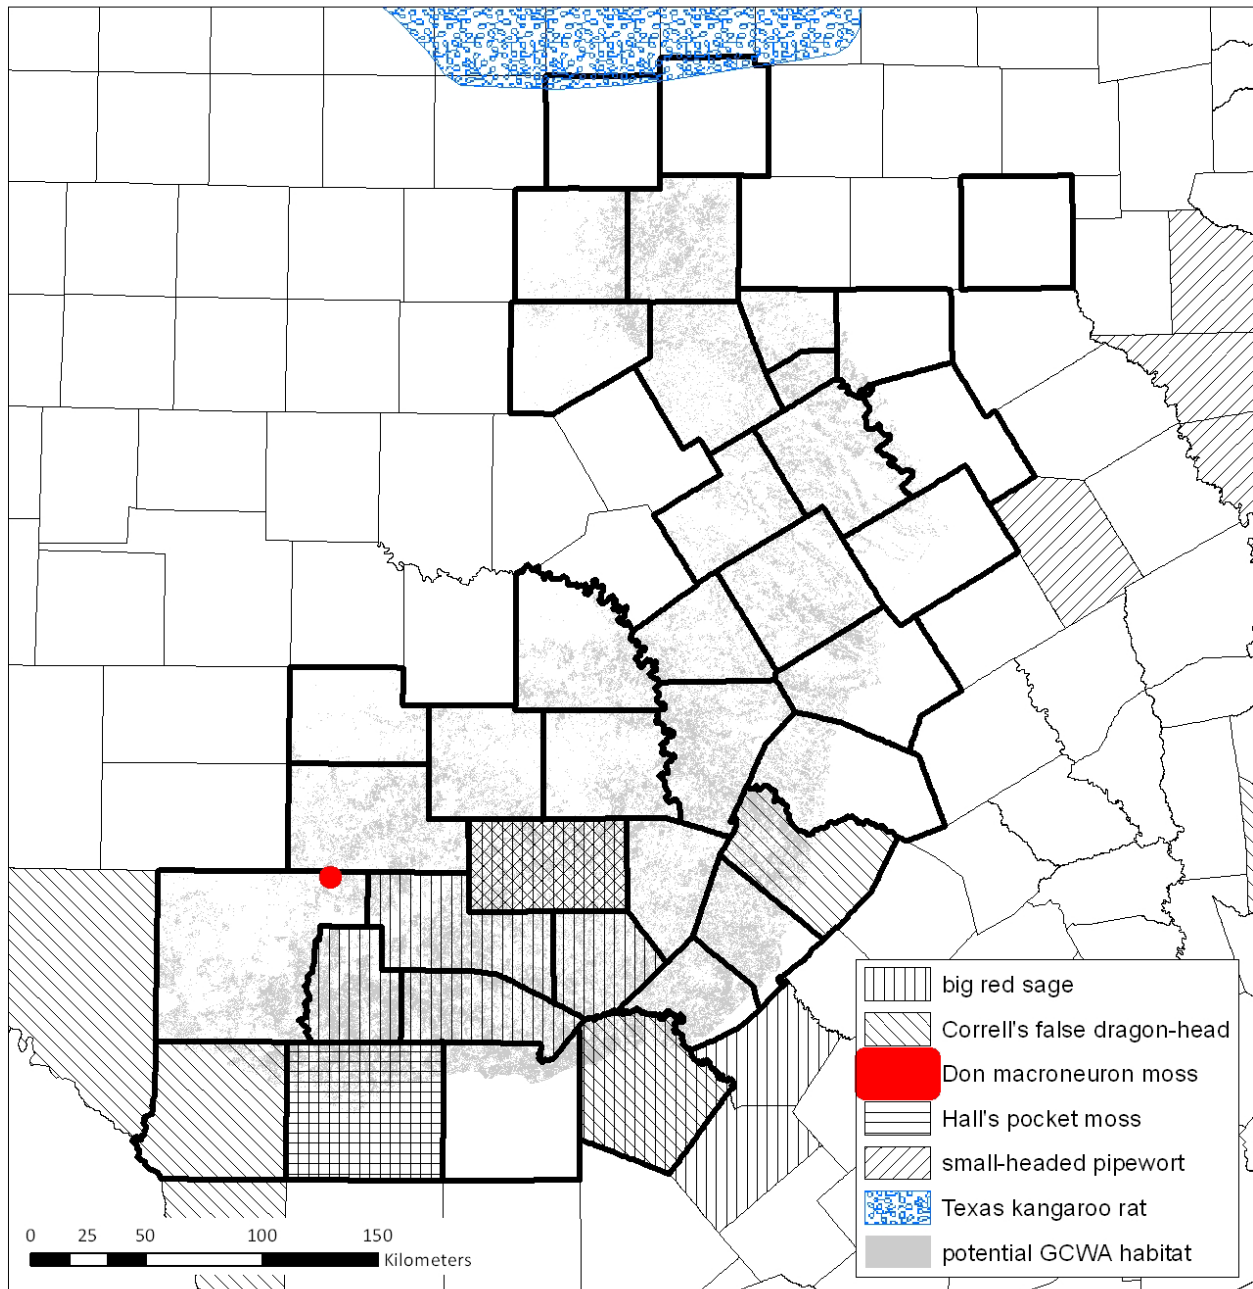 big red sage
Correll's false dragon-head
Don macroneuron moss
Hall's pocket moss
small-headed pipewort
Texas kangaroo rat
potential GCWA habitat
0 25 50 100 150
Kilometers